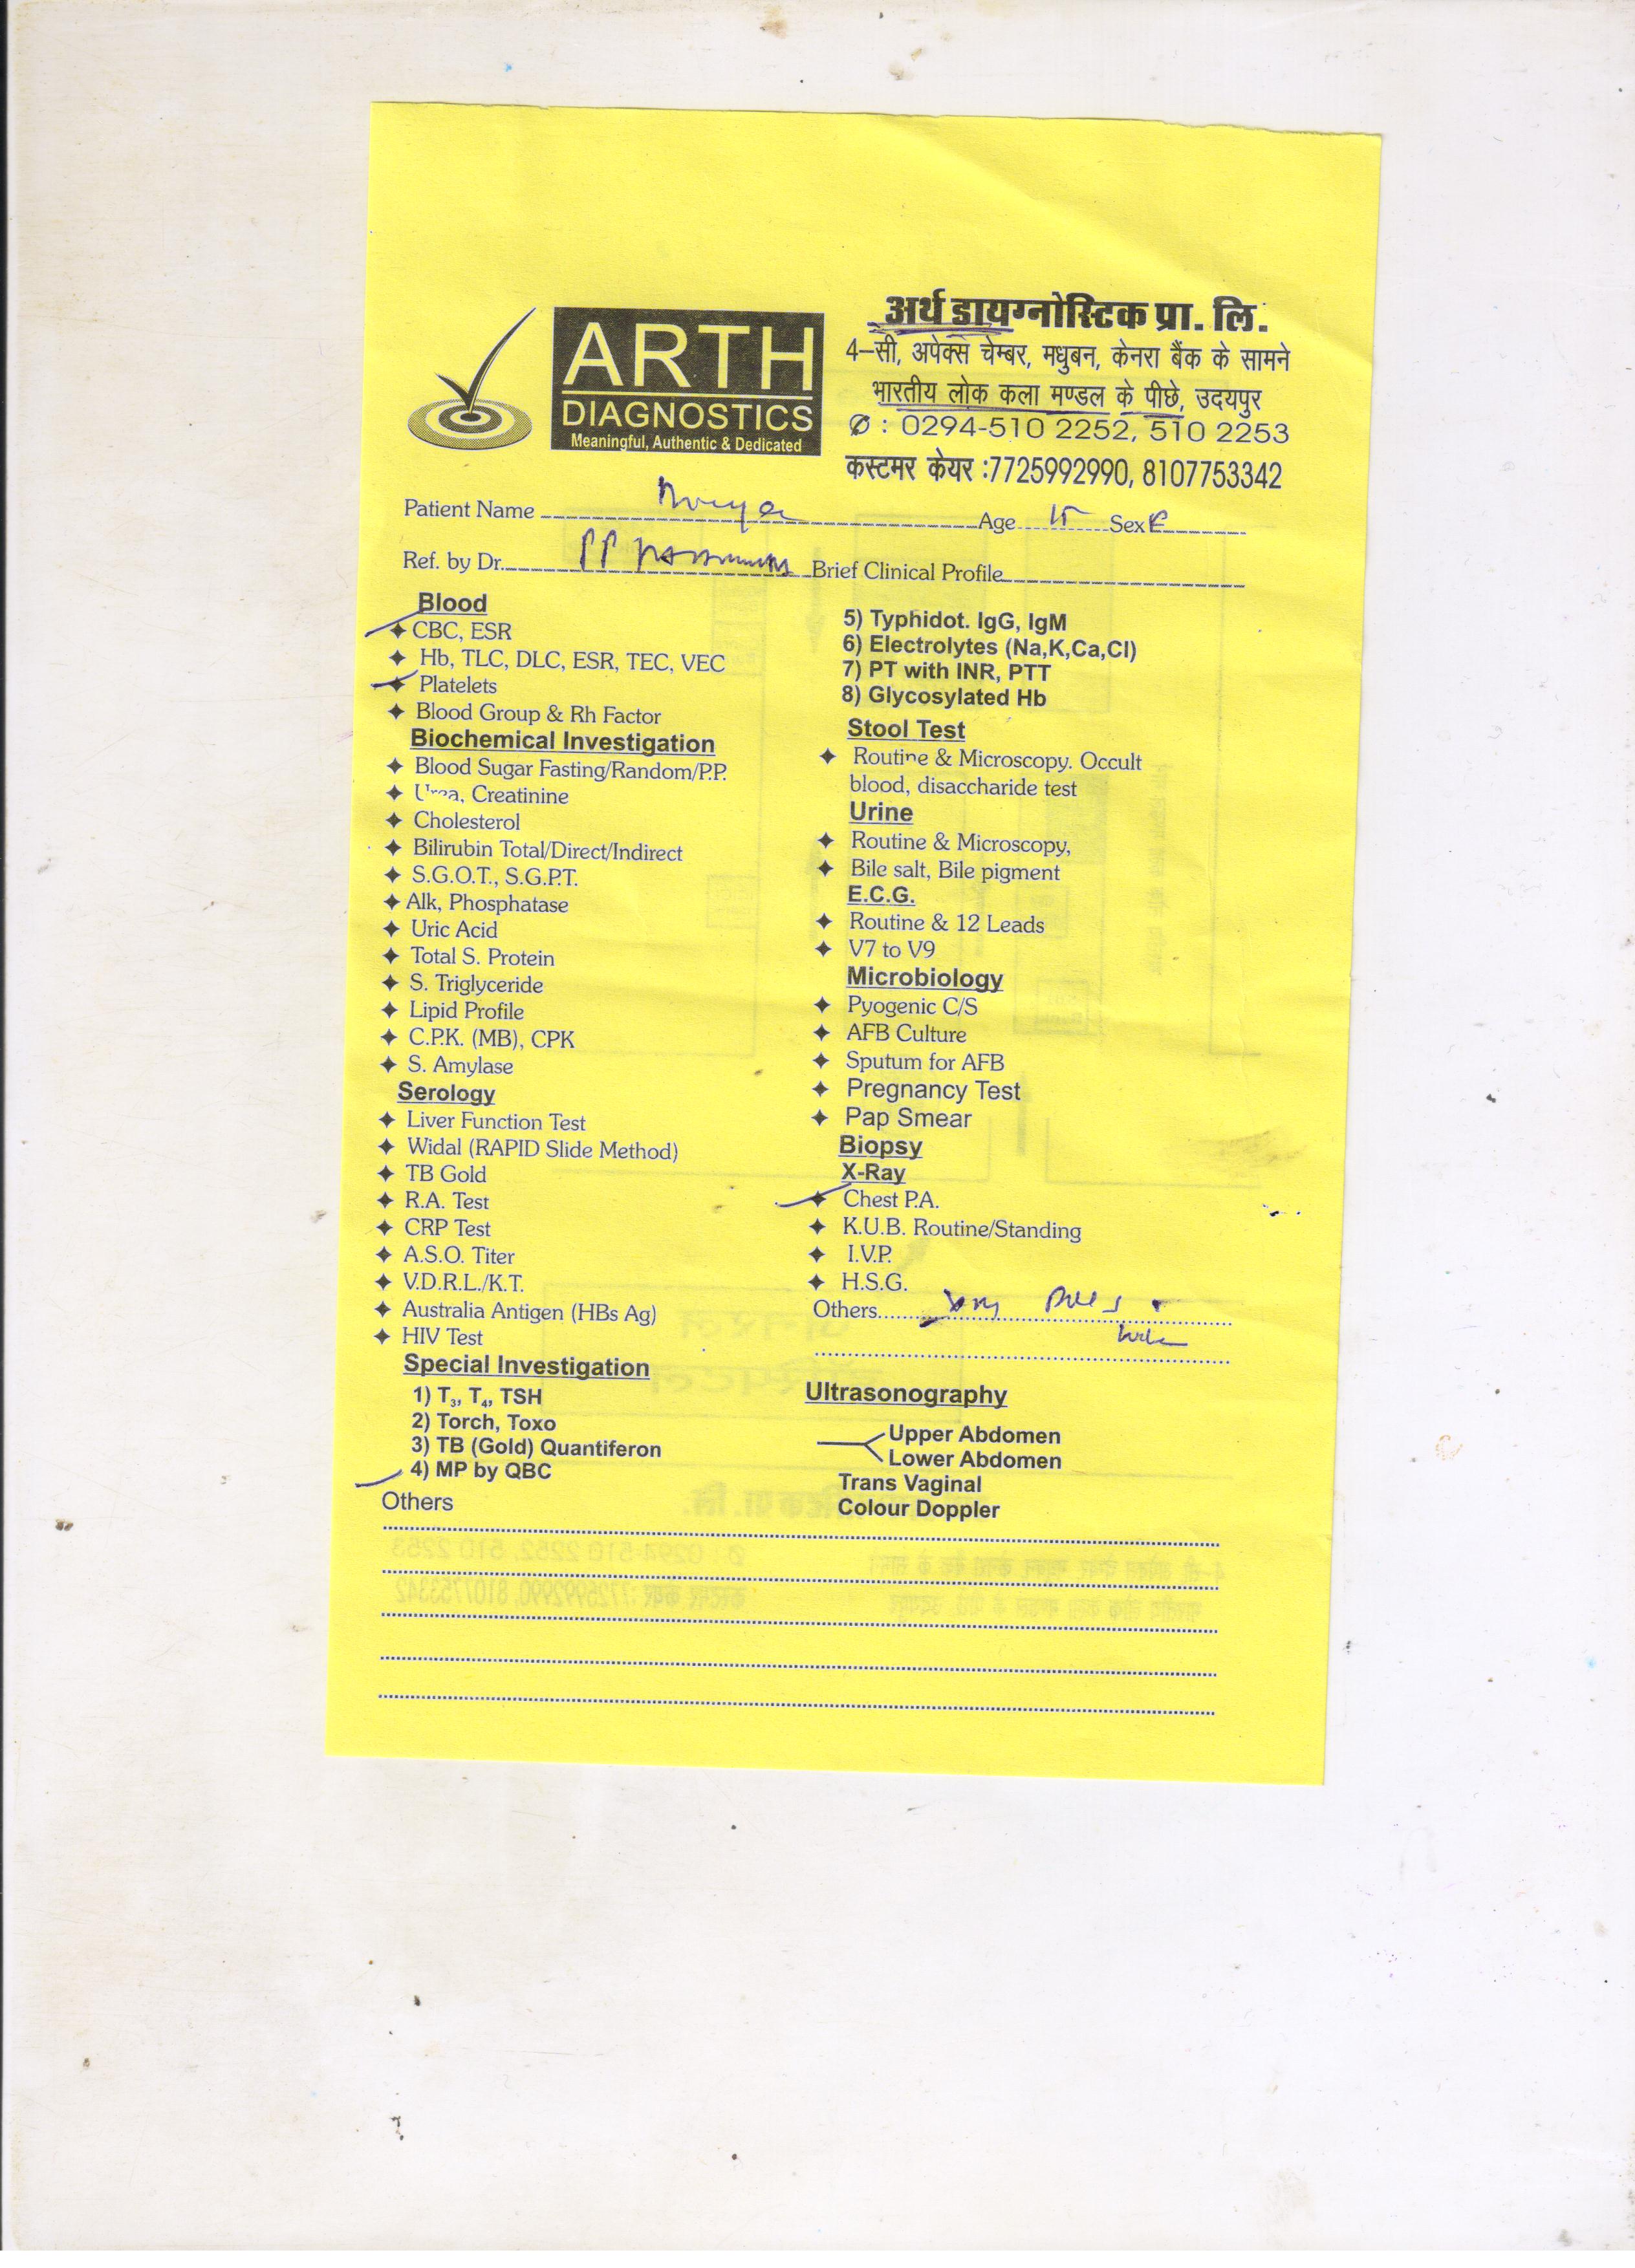 ARTH
DIAGNOSTICS
Meaningful, Authentic & Dedicated
अर्थ डायग्नोस्टिक प्रा. लि.
4–सी, अपेक्स चेम्बर, मधुबन, केनरा बैंक के सामने
भारतीय लोक कला मण्डल के पीछे, उदयपुर
✆ : 0294-510 2252, 510 2253
कस्टमर केयर :7725992990, 8107753342
Patient Name Age 15 Sex F
Ref. by Dr. PP Brief Clinical Profile
Blood
CBC, ESR
Hb, TLC, DLC, ESR, TEC, VEC
Platelets
Blood Group & Rh Factor
Biochemical Investigation
Blood Sugar Fasting/Random/P.P.
Urea, Creatinine
Cholesterol
Bilirubin Total/Direct/Indirect
S.G.O.T., S.G.P.T.
Alk, Phosphatase
Uric Acid
Total S. Protein
S. Triglyceride
Lipid Profile
C.P.K. (MB), CPK
S. Amylase
Serology
Liver Function Test
Widal (RAPID Slide Method)
TB Gold
R.A. Test
CRP Test
A.S.O. Titer
V.D.R.L./K.T.
Australia Antigen (HBs Ag)
HIV Test
Special Investigation
1) T3, T4, TSH
2) Torch, Toxo
3) TB (Gold) Quantiferon
4) MP by QBC
5) Typhidot. IgG, IgM
6) Electrolytes (Na,K,Ca,Cl)
7) PT with INR, PTT
8) Glycosylated Hb
Stool Test
Routine & Microscopy. Occult
blood, disaccharide test
Urine
Routine & Microscopy,
Bile salt, Bile pigment
E.C.G.
Routine & 12 Leads
V7 to V9
Microbiology
Pyogenic C/S
AFB Culture
Sputum for AFB
Pregnancy Test
Pap Smear
Biopsy
X-Ray
Chest P.A.
K.U.B. Routine/Standing
I.V.P.
H.S.G.
Others
Ultrasonography
Upper Abdomen
Lower Abdomen
Trans Vaginal
Colour Doppler
Others